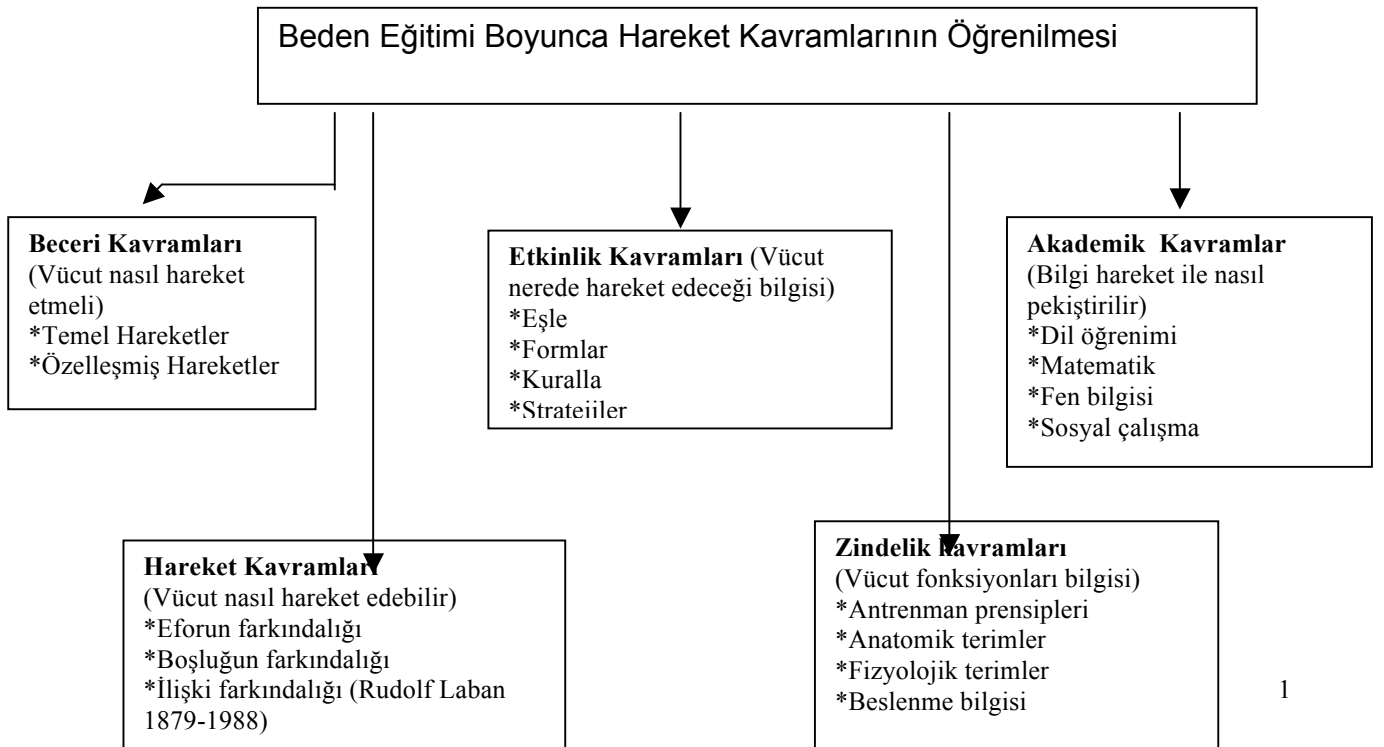 Beden Eğitimi Boyunca Hareket Kavramlarının Öğrenilmesi
Beceri Kavramları
(Vücut nasıl hareket
etmeli)
*Temel Hareketler
*Özelleşmiş Hareketler
Etkinlik Kavramları (Vücut
nerede hareket edeceği bilgisi)
*Eşle
*Formlar
*Kuralla
*Stratejiler
Akademik Kavramlar
(Bilgi hareket ile nasıl
pekiştirilir)
*Dil öğrenimi
*Matematik
*Fen bilgisi
*Sosyal çalışma
Hareket Kavramları
(Vücut nasıl hareket edebilir)
*Eforun farkındalığı
*Boşluğun farkındalığı
*İlişki farkındalığı (Rudolf Laban
1879-1988)
Zindelik kavramları
(Vücut fonksiyonları bilgisi)
*Antrenman prensipleri
*Anatomik terimler
*Fizyolojik terimler
*Beslenme bilgisi
1